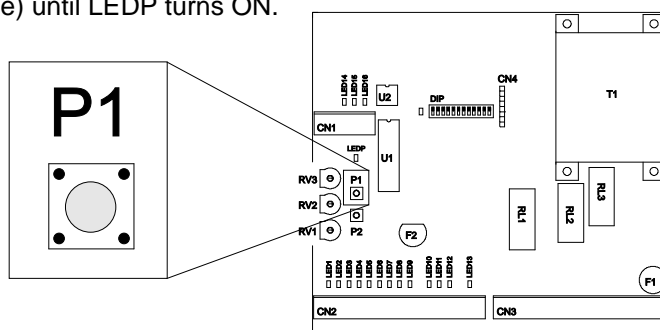 e) until LEDP turns ON.
P1
LED14
LED15
LED16
U2
DIP
CN4
T1
CN1
U1
LEDP
RV3
P1
RV2
RV1
P2
F2
RL1
RL2
RL3
LED1
LED2
LED3
LED4
LED5
LED6
LED7
LED8
LED9
LED10
LED11
LED12
LED13
F1
CN2
CN3